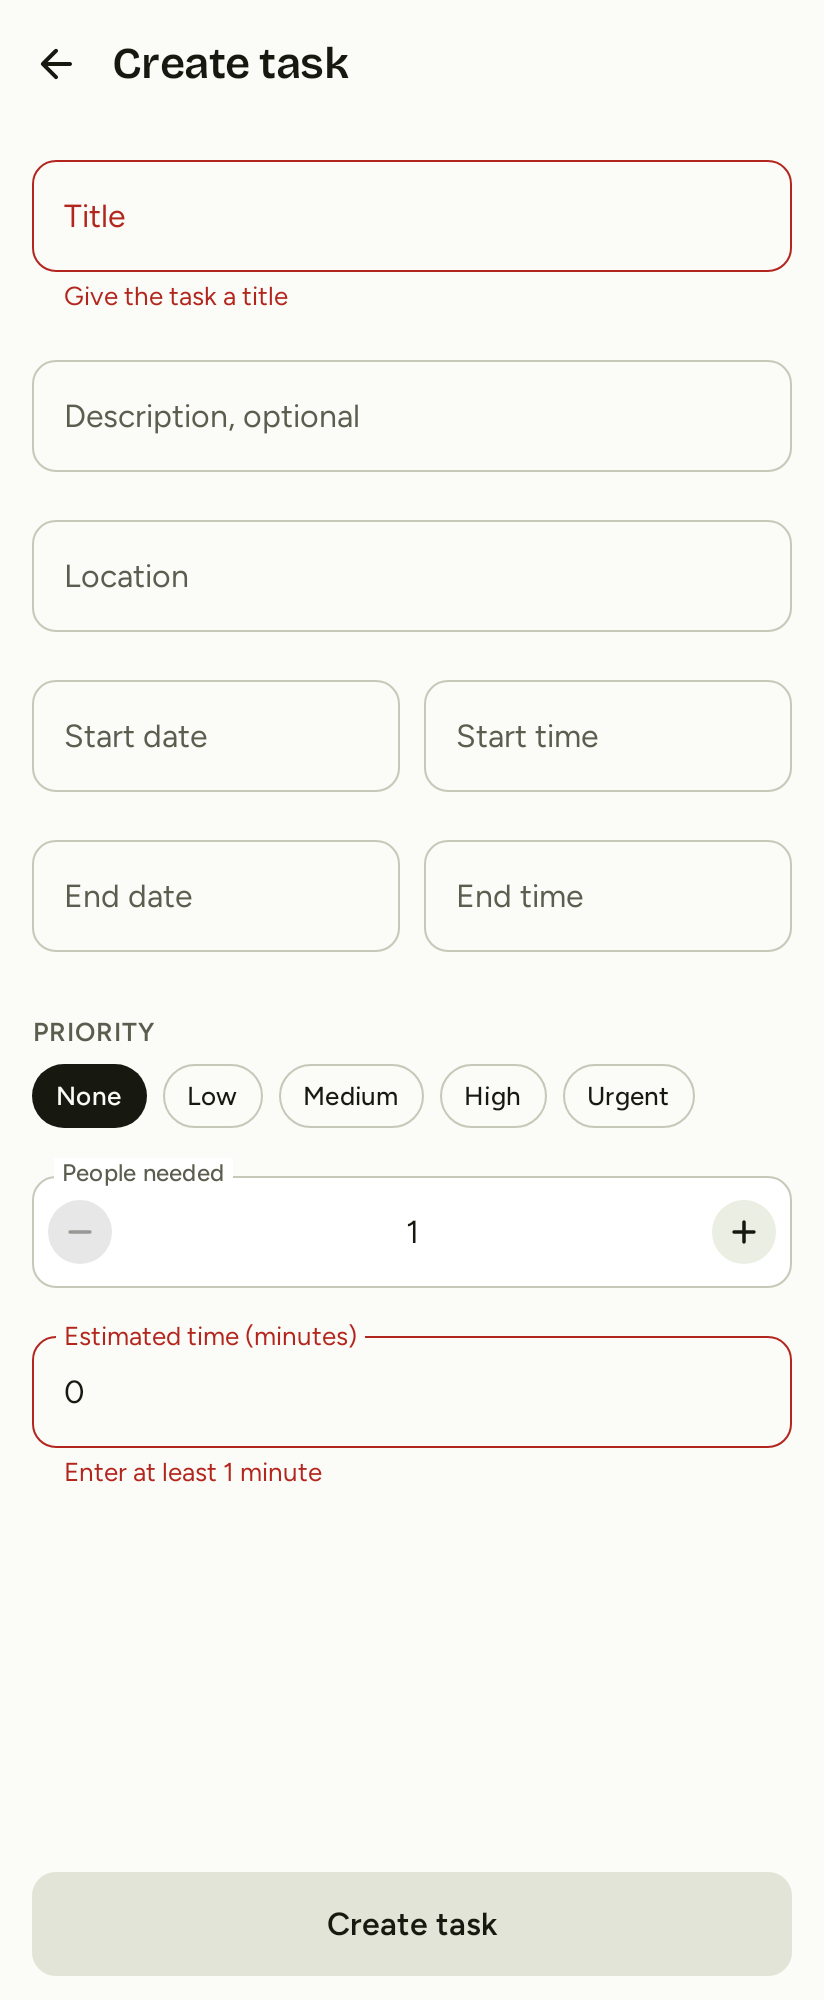 Create task
Title
Give the task a title
Description, optional
Location
Start date
Start time
End date
End time
PRIORITY
None
Low
Medium
High
Urgent
People needed
1
Estimated time (minutes)
0
Enter at least 1 minute
Create task